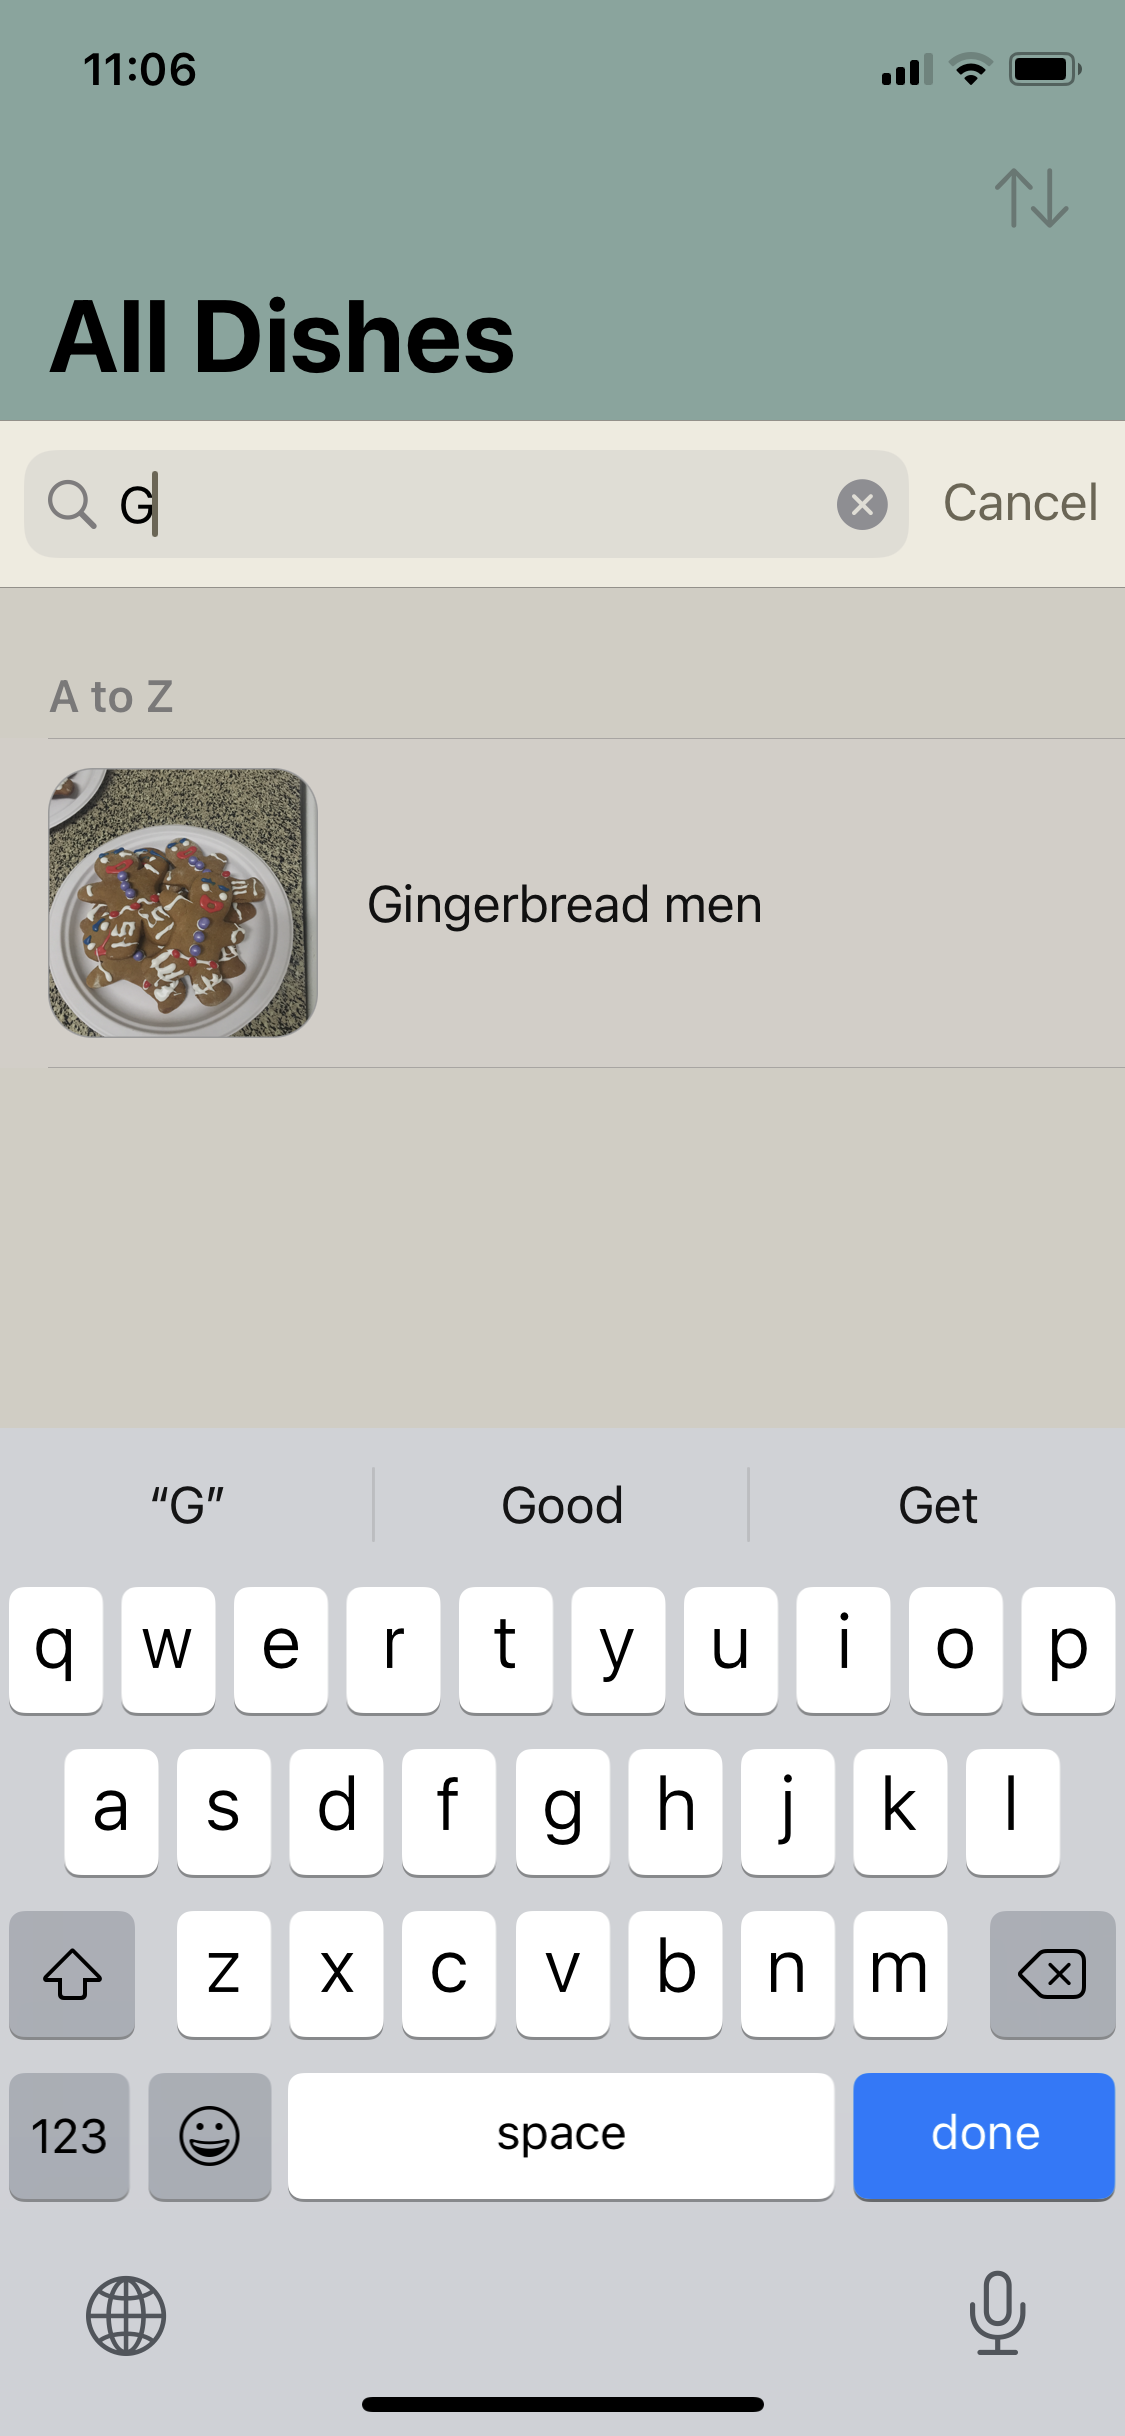 11:06
All Dishes
G
Cancel
A to Z
Gingerbread men
“G”
Good
Get
q w e r t y u i o p
a s d f g h j k l
z x c v b n m
123
space
done